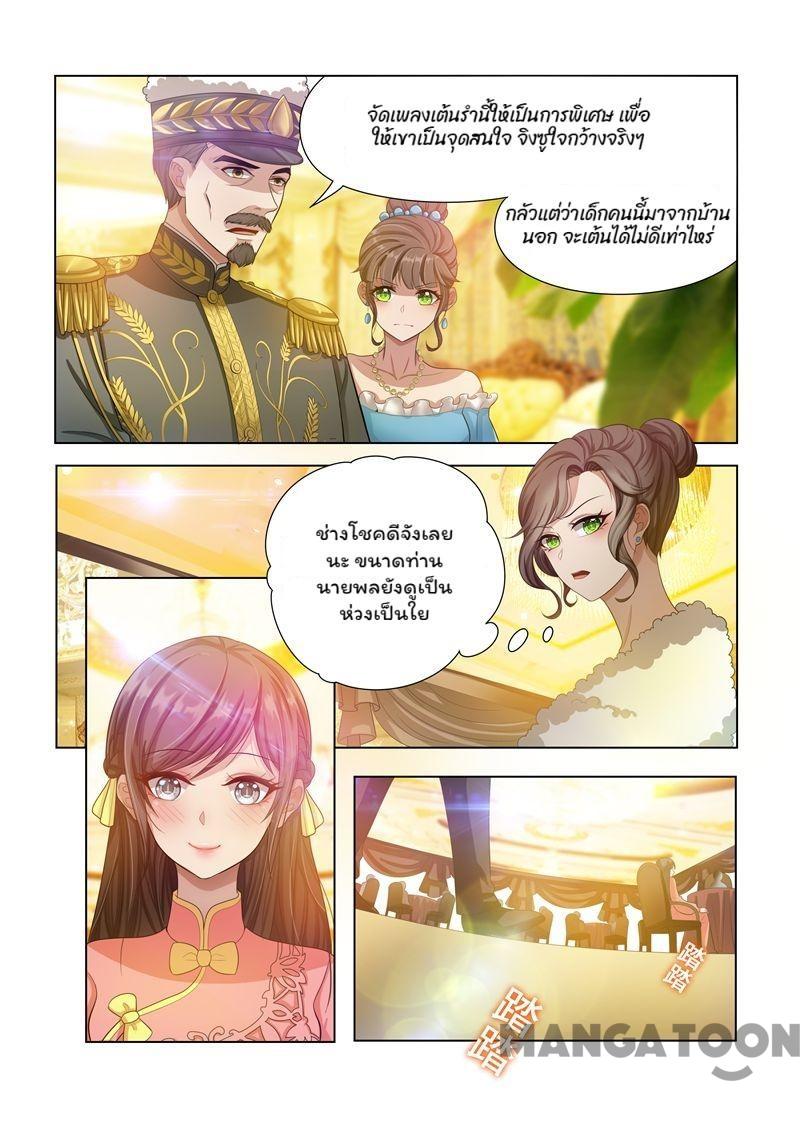 จัดเพลงเต้นรำนี้ให้เป็นการพิเศษ เพื่อ
ให้เขาเป็นจุดสนใจ จิงซูใจกว้างจริงๆ
กลัวแต่ว่าเด็กคนนี้มาจากบ้าน
นอก จะเต้นได้ไม่ดีเท่าไหร่
ช่างโชคดีจังเลย
นะ ขนาดท่าน
นายพลยังดูเป็น
ห่วงเป็นใย
踏
踏
踏
踏
MANGATOON